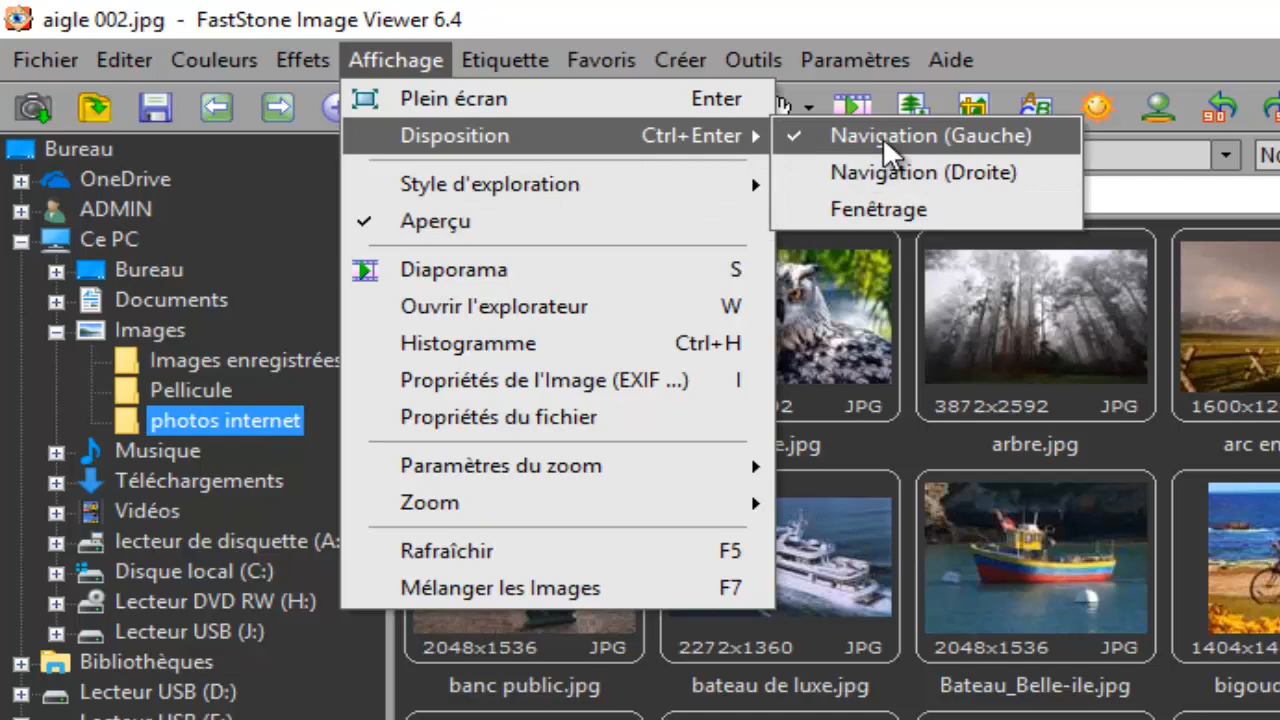 aigle 002.jpg - FastStone Image Viewer 6.4
Fichier Editer Couleurs Effets Affichage Etiquette Favoris Créer Outils Paramètres Aide
Plein écran Enter
Disposition Ctrl+Enter
Style d'exploration
Aperçu
Diaporama S
Ouvrir l'explorateur W
Histogramme Ctrl+H
Propriétés de l'Image (EXIF ...) I
Propriétés du fichier
Paramètres du zoom
Zoom
Rafraîchir F5
Mélanger les Images F7
Navigation (Gauche)
Navigation (Droite)
Fenêtrage
Bureau
OneDrive
ADMIN
Ce PC
Bureau
Documents
Images
Images enregistrées
Pellicule
photos internet
Musique
Téléchargements
Vidéos
lecteur de disquette (A:
Disque local (C:)
Lecteur DVD RW (H:)
Lecteur USB (J:)
Bibliothèques
Lecteur USB (D:)
JPG
3872x2592 JPG
arbre.jpg
2048x1536 JPG
banc public.jpg
2272x1360 JPG
bateau de luxe.jpg
2048x1536 JPG
Bateau_Belle-ile.jpg